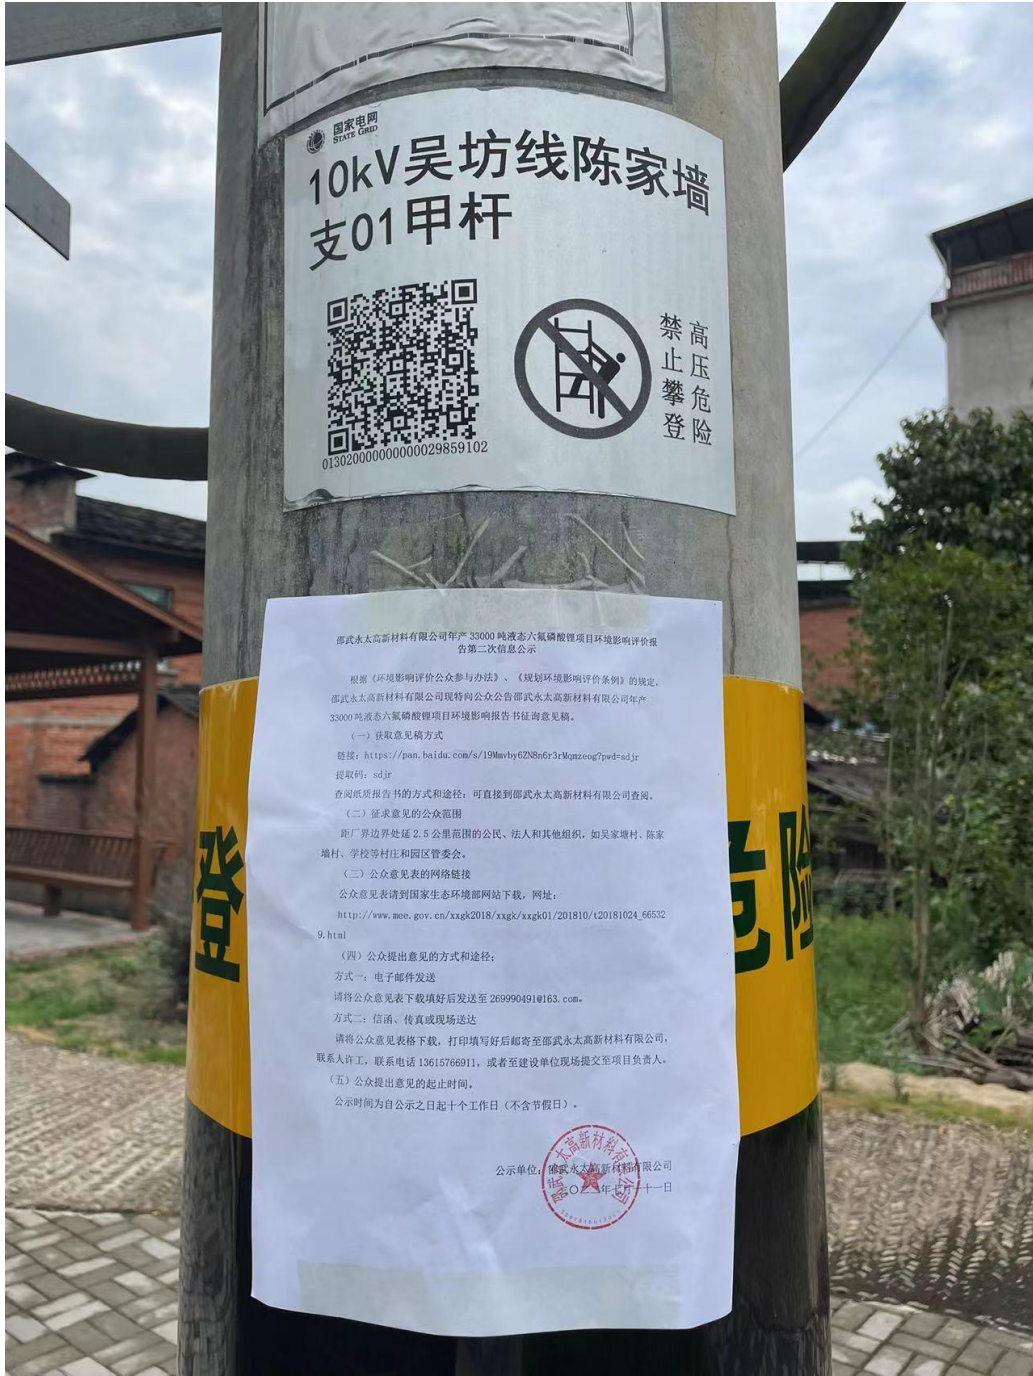 国家电网
STATE GRID
10kV吴坊线陈家墙
支01甲杆
禁止攀登
高压危险
01302000000000029859102
邵武永太高新材料有限公司年产33000吨液态六氟磷酸锂项目环境影响评价报
告第二次信息公示
根据《环境影响评价公众参与办法》、《规划环境影响评价条例》的规定,
邵武永太高新材料有限公司现特向公众公告邵武永太高新材料有限公司年产
33000吨液态六氟磷酸锂项目环境影响报告书征询意见稿。
(一)获取意见稿方式
链接:https://pan.baidu.com/s/19Mmvby6ZN8n6r3rMqmzeog?pwd=sdjr
提取码:sdjr
查阅纸质报告书的方式和途径:可直接到邵武永太高新材料有限公司查阅。
(二)征求意见的公众范围
距厂界边界处延2.5公里范围的公民、法人和其他组织,如吴家塘村、陈家
墙村、学校等村庄和园区管委会。
(三)公众意见表的网络链接
公众意见表请到国家生态环境部网站下载,网址:
http://www.mee.gov.cn/xxgk2018/xxgk/xxgk01/201810/t20181024_66532
9.html
(四)公众提出意见的方式和途径;
方式一:电子邮件发送
请将公众意见表下载填好后发送至269990491@163.com。
方式二:信函、传真或现场送达
请将公众意见表格下载,打印填写好后邮寄至邵武永太高新材料有限公司,
联系人许工,联系电话13615766911,或者至建设单位现场提交至项目负责人。
(五)公众提出意见的起止时间。
公示时间为自公示之日起十个工作日(不含节假日)。
公示单位:邵武永太高新材料有限公司
年七月十一日
邵武永太高新材料有限公司
登
危险